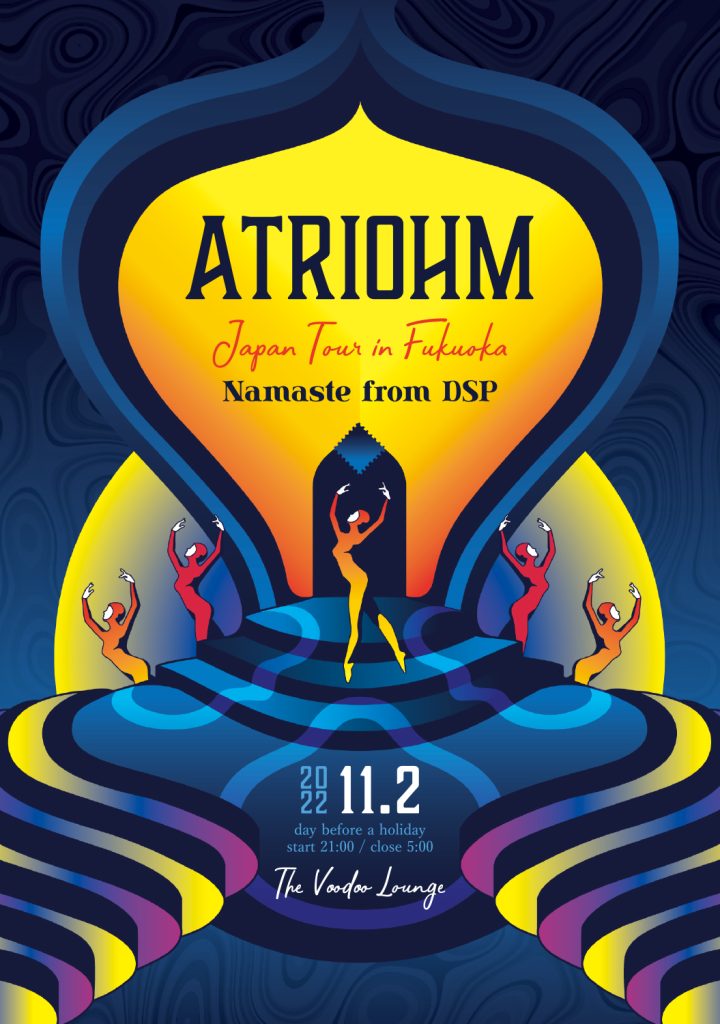 ATRIOHM
Japan Tour in Fukuoka
Namaste from DSP
2022 11.2
day before a holiday
start 21:00 / close 5:00
The Voodoo Lounge